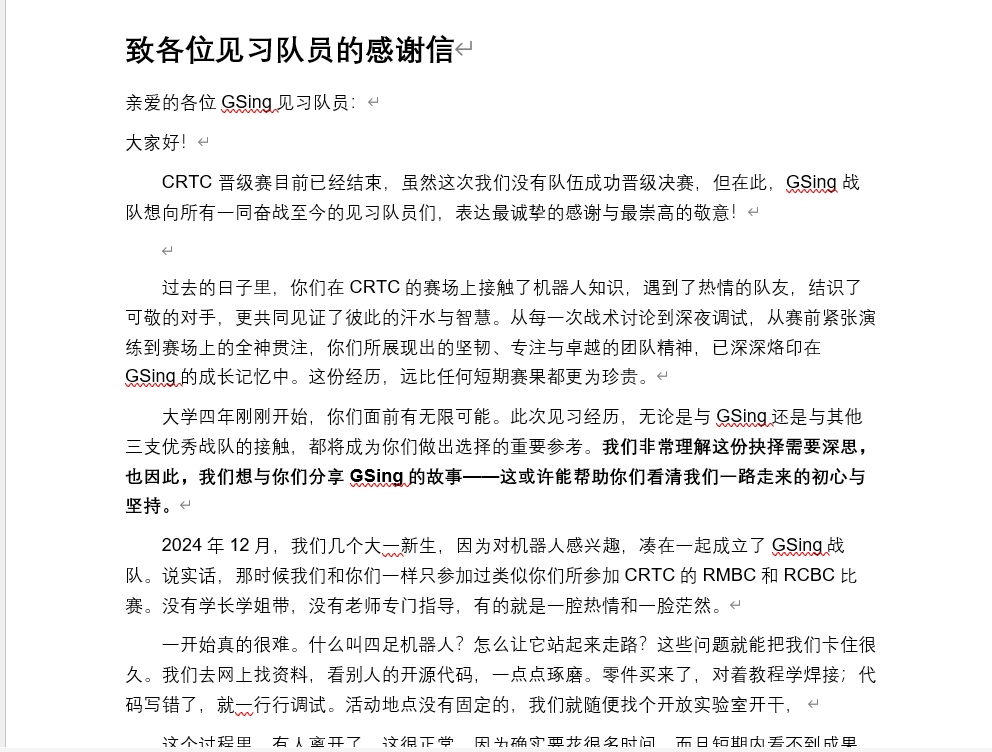 致各位见习队员的感谢信
亲爱的各位 GSing 见习队员：
大家好！
CRTC 晋级赛目前已经结束，虽然这次我们没有队伍成功晋级决赛，但在此，GSing 战
队想向所有一同奋战至今的见习队员们，表达最诚挚的感谢与最崇高的敬意！
过去的日子里，你们在 CRTC 的赛场上接触了机器人知识，遇到了热情的队友，结识了
可敬的对手，更共同见证了彼此的汗水与智慧。从每一次战术讨论到深夜调试，从赛前紧张演
练到赛场上的全神贯注，你们所展现出的坚韧、专注与卓越的团队精神，已深深烙印在
GSing 的成长记忆中。这份经历，远比任何短期赛果都更为珍贵。
大学四年刚刚开始，你们面前有无限可能。此次见习经历，无论是与 GSing 还是与其他
三支优秀战队的接触，都将成为你们做出选择的重要参考。我们非常理解这份抉择需要深思，
也因此，我们想与你们分享 GSing 的故事——这或许能帮助你们看清我们一路走来的初心与
坚持。
2024 年 12 月，我们几个大一新生，因为对机器人感兴趣，凑在一起成立了 GSing 战
队。说实话，那时候我们和你们一样只参加过类似你们所参加 CRTC 的 RMBC 和 RCBC 比
赛。没有学长学姐带，没有老师专门指导，有的就是一腔热情和一脸茫然。
一开始真的很难。什么叫四足机器人？怎么让它站起来走路？这些问题就能把我们卡住很
久。我们去网上找资料，看别人的开源代码，一点点琢磨。零件买来了，对着教程学焊接；代
码写错了，就一行行调试。活动地点没有固定的，我们就随便找个开放实验室开干，
这个过程里，有人离开了，这很正常，因为确实要花很多时间，而且短期内看不到成果